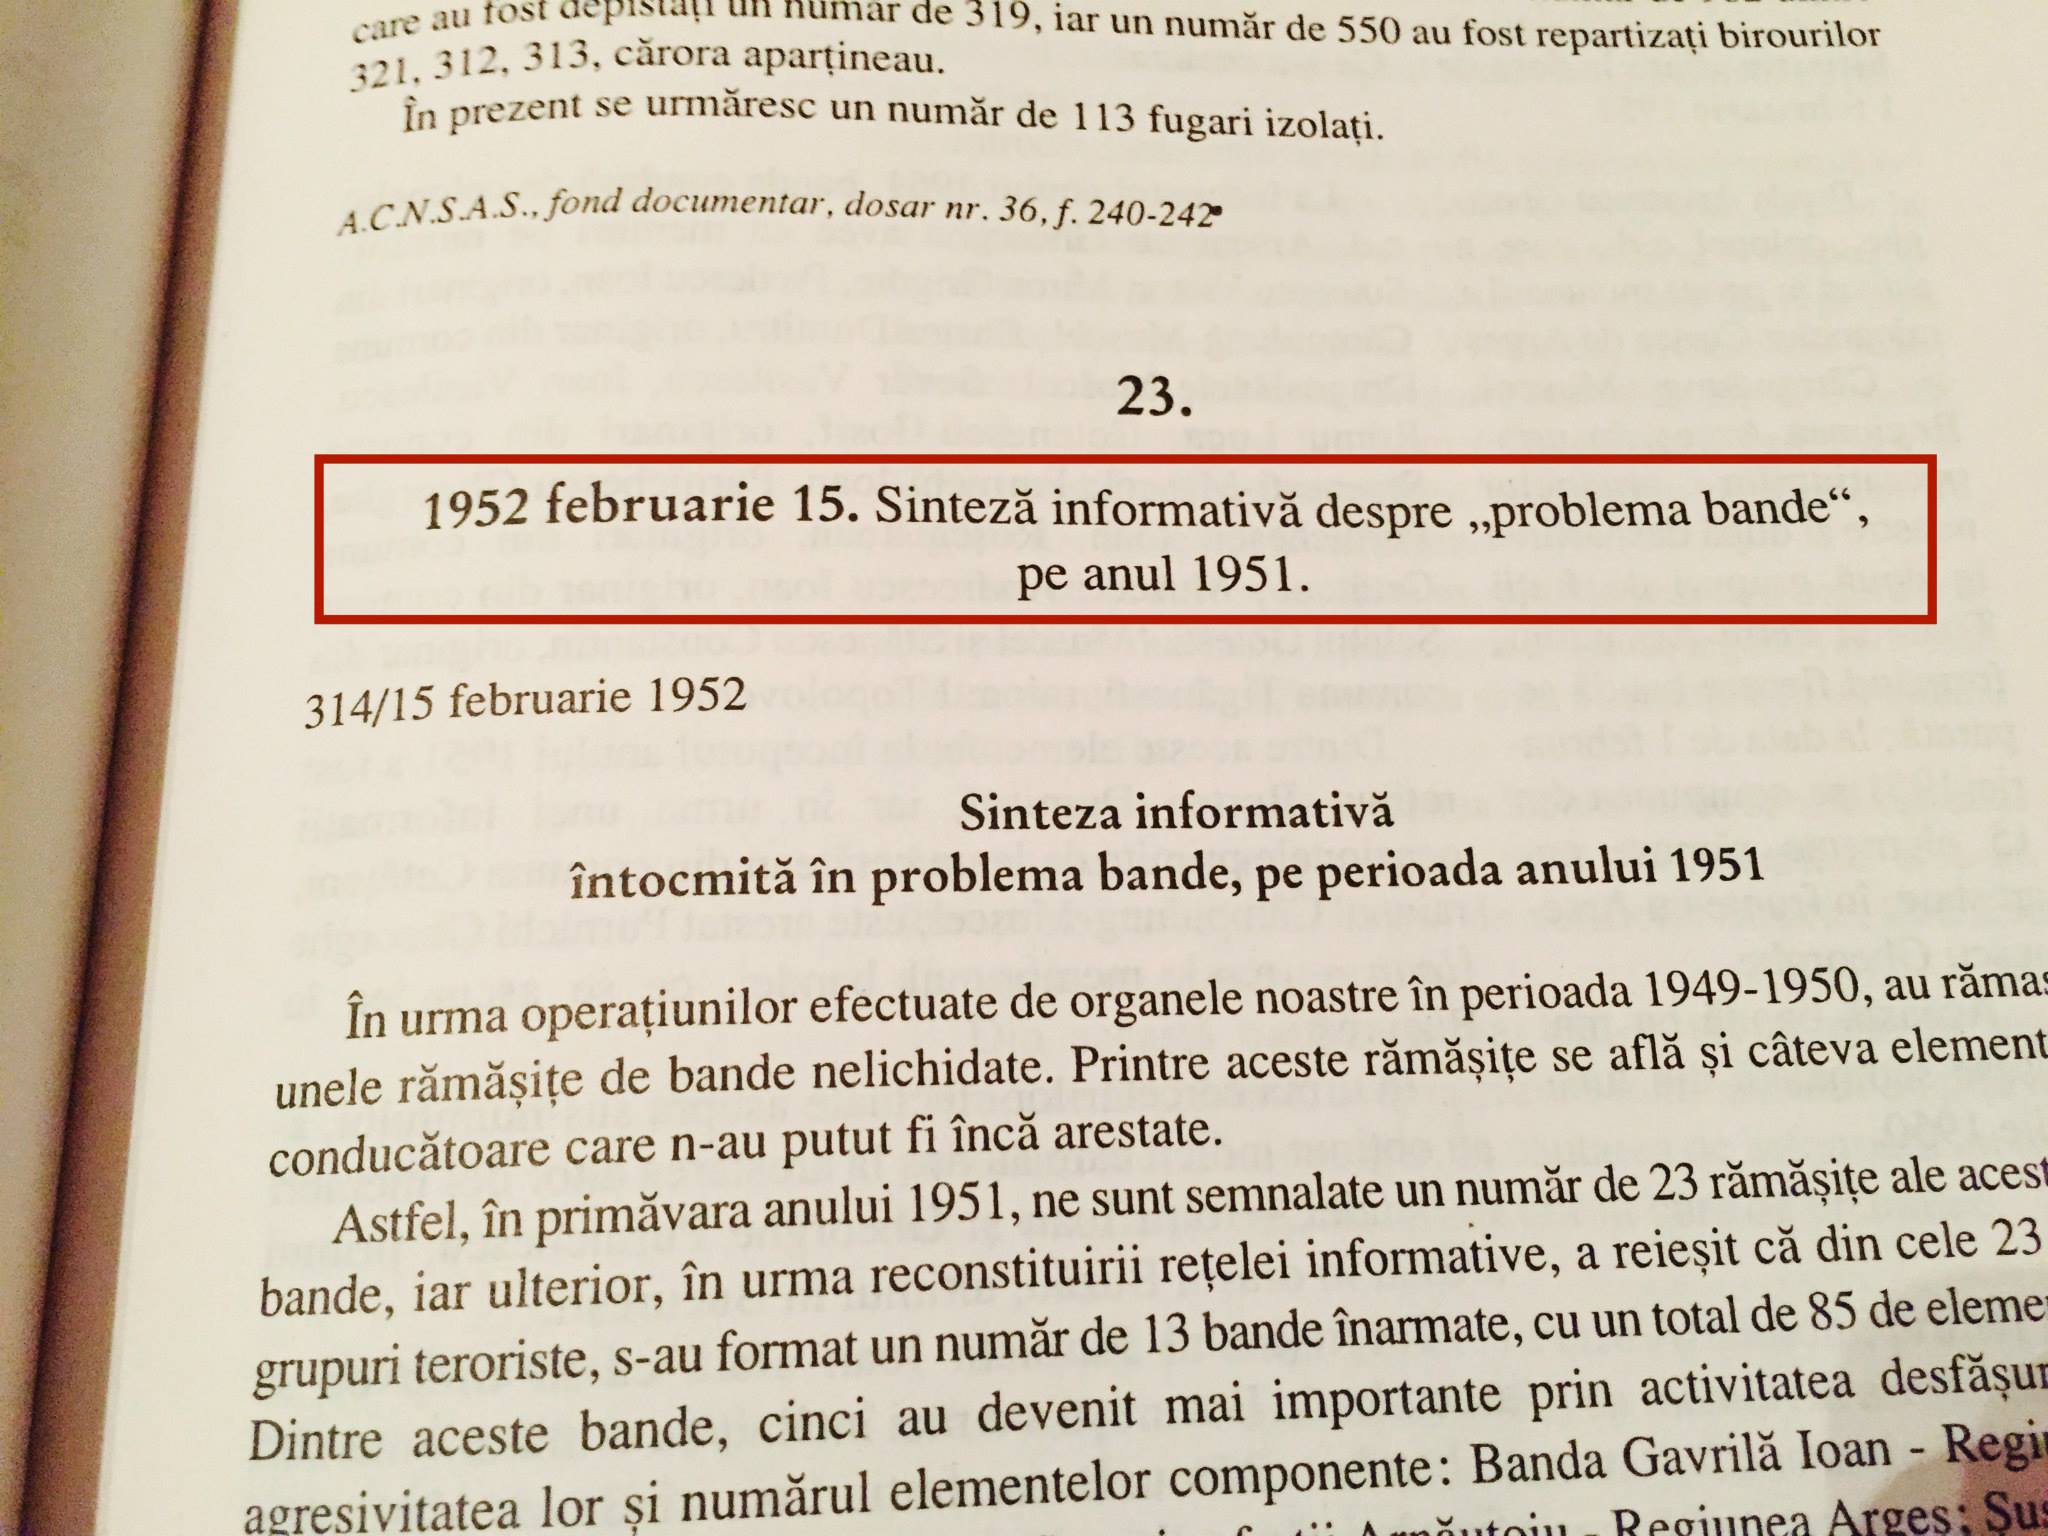 care au fost depistați un număr de 319, iar un număr de 550 au fost repartizați birourilor
321, 312, 313, cărora aparțineau.
În prezent se urmăresc un număr de 113 fugari izolați.
A.C.N.S.A.S., fond documentar, dosar nr. 36, f. 240-242
23.
1952 februarie 15. Sinteză informativă despre „problema bande“,
pe anul 1951.
314/15 februarie 1952
Sinteza informativă
întocmită în problema bande, pe perioada anului 1951
În urma operațiunilor efectuate de organele noastre în perioada 1949-1950, au rămas
unele rămășițe de bande nelichidate. Printre aceste rămășițe se află și câteva element
conducătoare care n-au putut fi încă arestate.
Astfel, în primăvara anului 1951, ne sunt semnalate un număr de 23 rămășițe ale acest
bande, iar ulterior, în urma reconstituirii rețelei informative, a reieșit că din cele 23
grupuri teroriste, s-au format un număr de 13 bande înarmate, cu un total de 85 de eleme
Dintre aceste bande, cinci au devenit mai importante prin activitatea desfășur
agresivitatea lor și numărul elementelor componente: Banda Gavrilă Ioan - Regiu
Arnăuțoiu - Regiunea Argeș; Sus